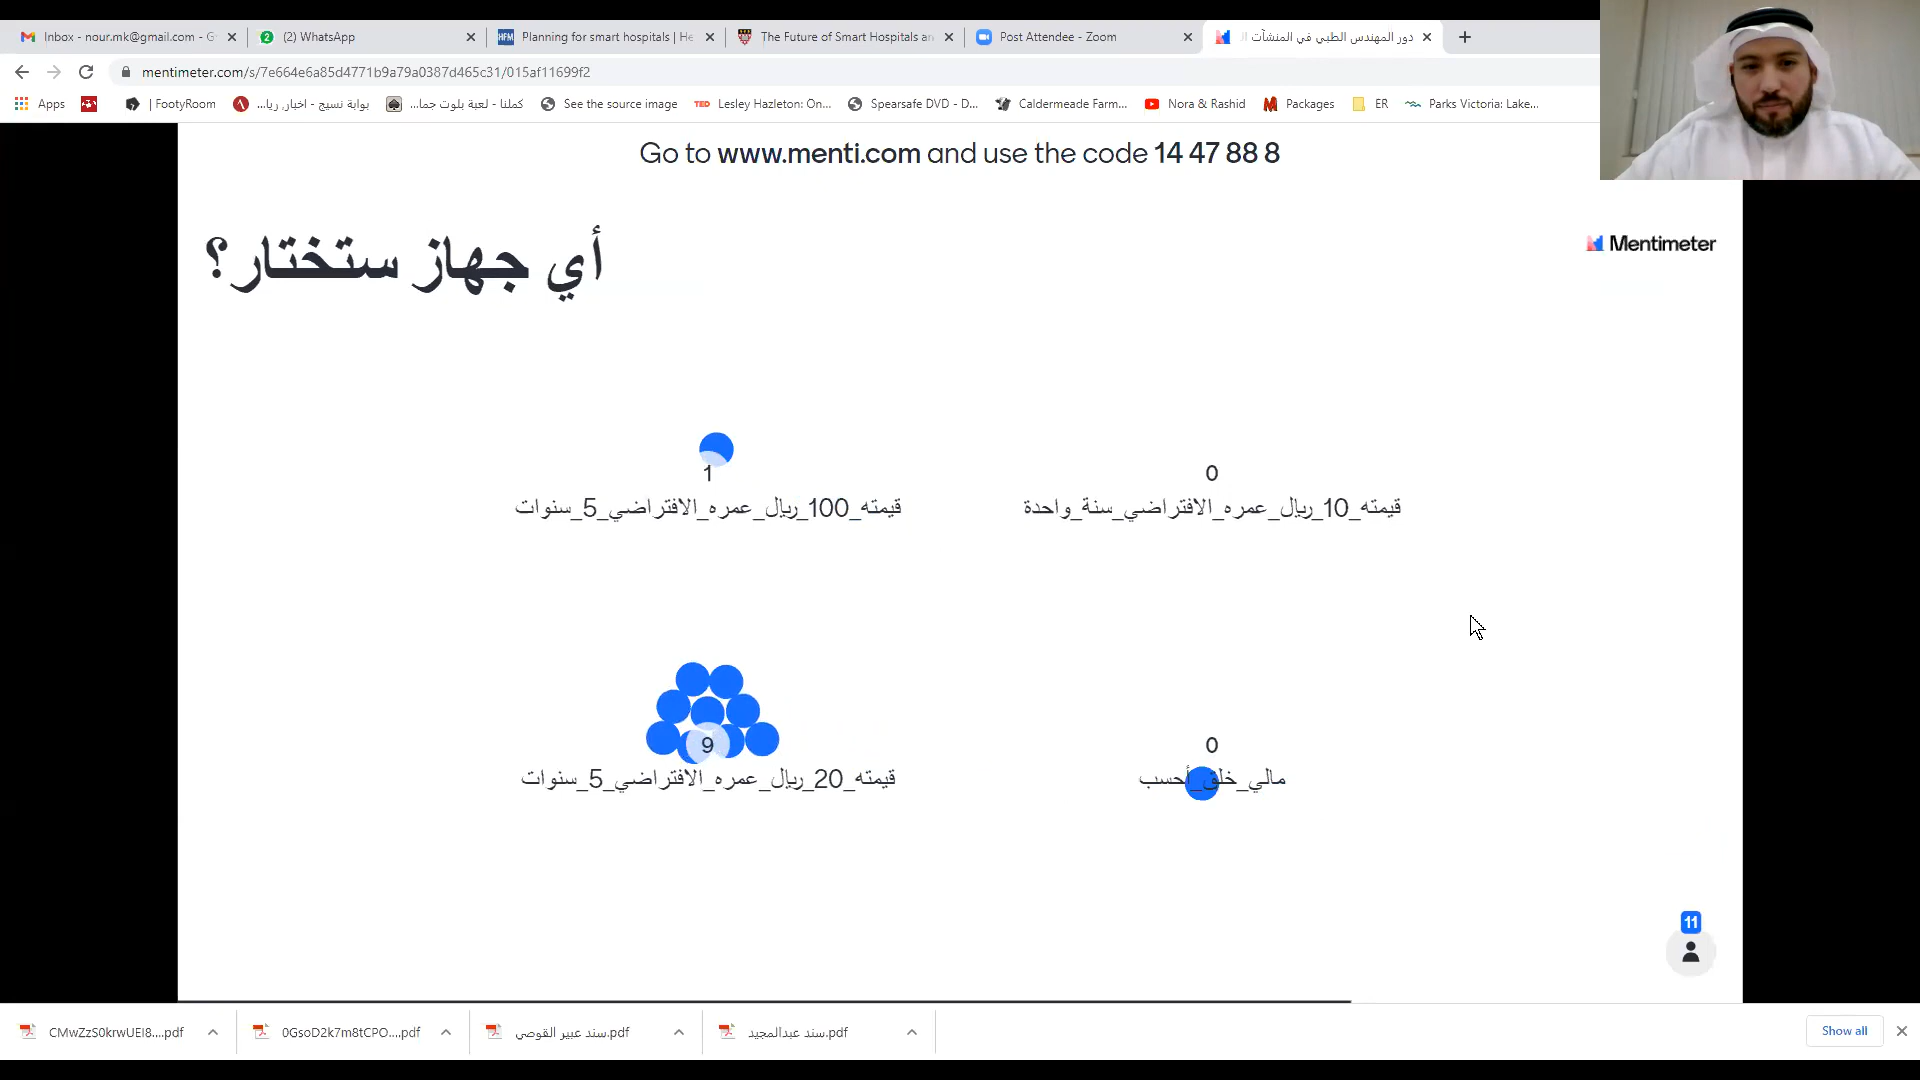 Inbox - nour.mk@gmail.com - G
(2) WhatsApp
Planning for smart hospitals | He
The Future of Smart Hospitals an
Post Attendee - Zoom
دور المهندس الطبي في المنشآت ال
mentimeter.com/s/7e664e6a85d4771b9a79a0387d465c31/015af11699f2
Apps
| FootyRoom
بوابة نسيج - اخبار, ريا...
كملنا - لعبة بلوت جما...
See the source image
TED Lesley Hazleton: On...
Spearsafe DVD - D...
Caldermeade Farm...
Nora & Rashid
Packages
ER
Parks Victoria: Lake...
Go to www.menti.com and use the code 14 47 88 8
Mentimeter
أي جهاز ستختار؟
1
قيمته_100_ريال_عمره_الافتراضي_5_سنوات
0
قيمته_10_ريال_عمره_الافتراضي_سنة_واحدة
9
قيمته_20_ريال_عمره_الافتراضي_5_سنوات
0
مالي_خلق_أحسب
11
CMwZzS0krwUEI8....pdf
0GsoD2k7m8tCPO....pdf
سند عبير القوصي.pdf
سند عبدالمجيد.pdf
Show all